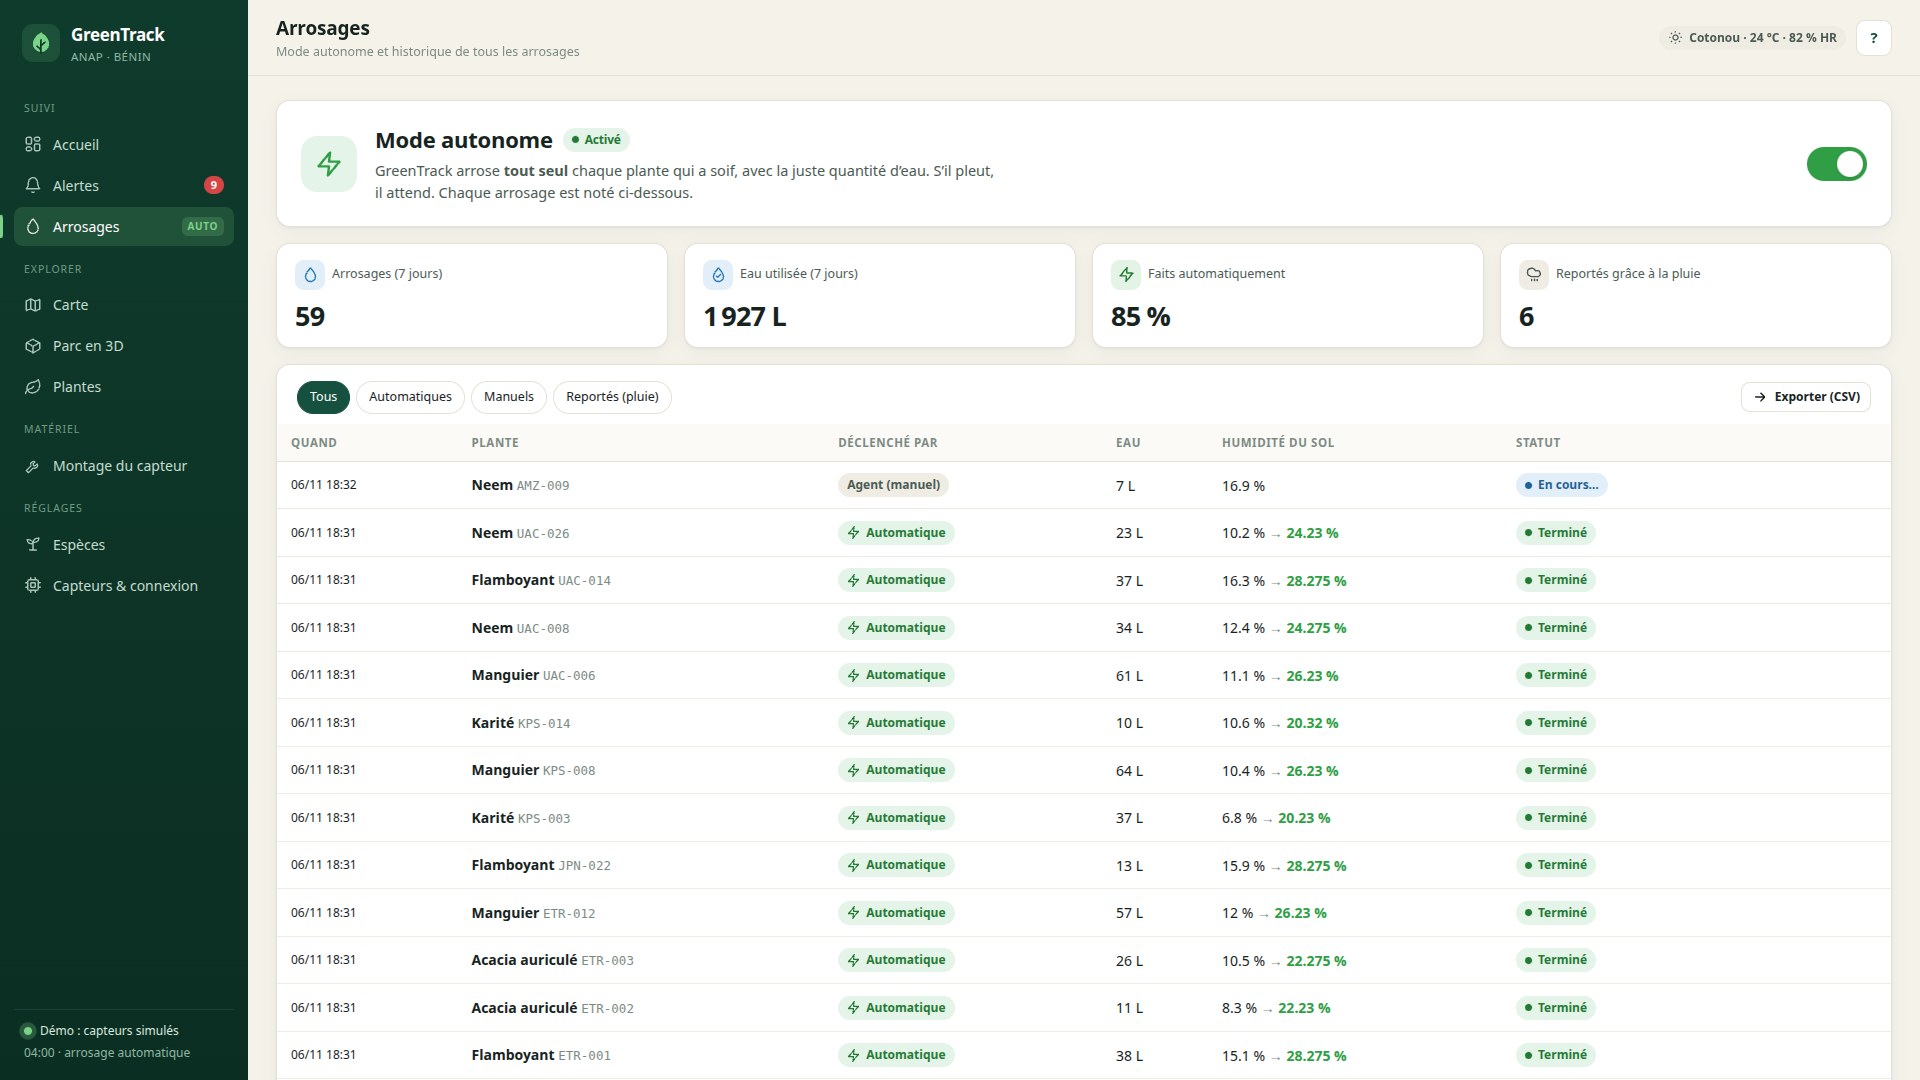 GreenTrack
ANAP · BÉNIN
SUIVI
Accueil
Alertes 9
Arrosages AUTO
EXPLORER
Carte
Parc en 3D
Plantes
MATÉRIEL
Montage du capteur
RÉGLAGES
Espèces
Capteurs & connexion
Démo : capteurs simulés
04:00 · arrosage automatique
Arrosages
Mode autonome et historique de tous les arrosages
Cotonou · 24 °C · 82 % HR ?
Mode autonome Activé
GreenTrack arrose tout seul chaque plante qui a soif, avec la juste quantité d’eau. S’il pleut,
il attend. Chaque arrosage est noté ci-dessous.
Arrosages (7 jours)
59
Eau utilisée (7 jours)
1 927 L
Faits automatiquement
85 %
Reportés grâce à la pluie
6
Tous Automatiques Manuels Reportés (pluie) → Exporter (CSV)
QUAND PLANTE DÉCLENCHÉ PAR EAU HUMIDITÉ DU SOL STATUT
06/11 18:32 Neem AMZ-009 Agent (manuel) 7 L 16.9 % En cours…
06/11 18:31 Neem UAC-026 Automatique 23 L 10.2 % → 24.23 % Terminé
06/11 18:31 Flamboyant UAC-014 Automatique 37 L 16.3 % → 28.275 % Terminé
06/11 18:31 Neem UAC-008 Automatique 34 L 12.4 % → 24.275 % Terminé
06/11 18:31 Manguier UAC-006 Automatique 61 L 11.1 % → 26.23 % Terminé
06/11 18:31 Karité KPS-014 Automatique 10 L 10.6 % → 20.32 % Terminé
06/11 18:31 Manguier KPS-008 Automatique 64 L 10.4 % → 26.23 % Terminé
06/11 18:31 Karité KPS-003 Automatique 37 L 6.8 % → 20.23 % Terminé
06/11 18:31 Flamboyant JPN-022 Automatique 13 L 15.9 % → 28.275 % Terminé
06/11 18:31 Manguier ETR-012 Automatique 57 L 12 % → 26.23 % Terminé
06/11 18:31 Acacia auriculé ETR-003 Automatique 26 L 10.5 % → 22.275 % Terminé
06/11 18:31 Acacia auriculé ETR-002 Automatique 11 L 8.3 % → 22.23 % Terminé
06/11 18:31 Flamboyant ETR-001 Automatique 38 L 15.1 % → 28.275 % Terminé